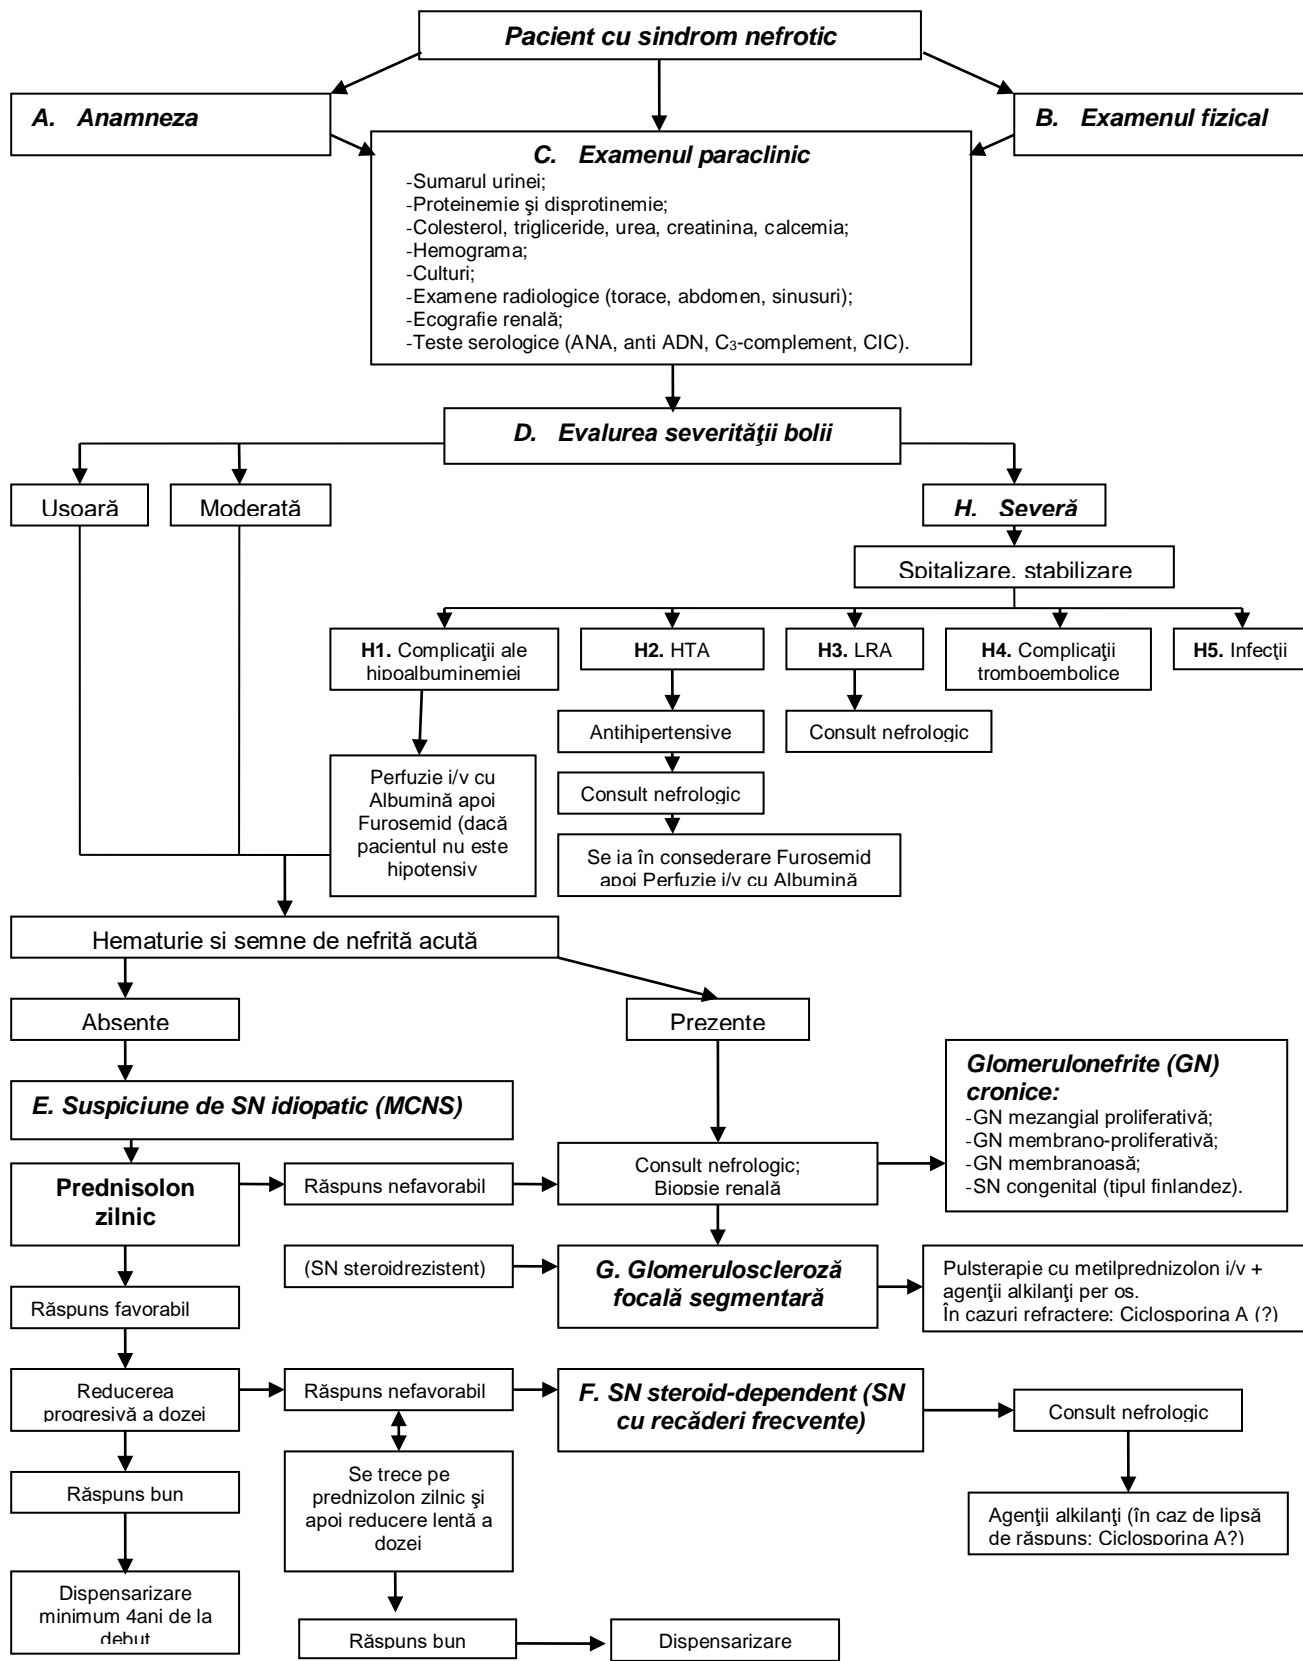 Pacient cu sindrom nefrotic
A. Anamneza
B. Examenul fizical
C. Examenul paraclinic
-Sumarul urinei;
-Proteinemie şi disprotinemie;
-Colesterol, trigliceride, urea, creatinina, calcemia;
-Hemograma;
-Culturi;
-Examene radiologice (torace, abdomen, sinusuri);
-Ecografie renală;
-Teste serologice (ANA, anti ADN, C3-complement, CIC).
D. Evalurea severităţii bolii
Usoară
Moderată
H. Severă
Spitalizare, stabilizare
H1. Complicaţii ale
hipoalbuminemiei
H2. HTA
H3. LRA
H4. Complicaţii
tromboembolice
H5. Infecţii
Antihipertensive
Consult nefrologic
Perfuzie i/v cu
Albumină apoi
Furosemid (dacă
pacientul nu este
hipotensiv
Consult nefrologic
Se ia în consederare Furosemid
apoi Perfuzie i/v cu Albumină
Hematurie si semne de nefrită acută
Absente
Prezente
E. Suspiciune de SN idiopatic (MCNS)
Glomerulonefrite (GN)
cronice:
-GN mezangial proliferativă;
-GN membrano-proliferativă;
-GN membranoasă;
-SN congenital (tipul finlandez).
Prednisolon
zilnic
Răspuns nefavorabil
Consult nefrologic;
Biopsie renală
(SN steroidrezistent)
G. Glomeruloscleroză
focală segmentară
Pulsterapie cu metilprednizolon i/v +
agenţii alkilanţi per os.
În cazuri refractere: Ciclosporina A (?)
Răspuns favorabil
Reducerea
progresivă a dozei
Răspuns nefavorabil
F. SN steroid-dependent (SN
cu recăderi frecvente)
Consult nefrologic
Răspuns bun
Se trece pe
prednizolon zilnic şi
apoi reducere lentă a
dozei
Agenţii alkilanţi (în caz de lipsă
de răspuns: Ciclosporina A?)
Dispensarizare
minimum 4ani de la
debut
Răspuns bun
Dispensarizare